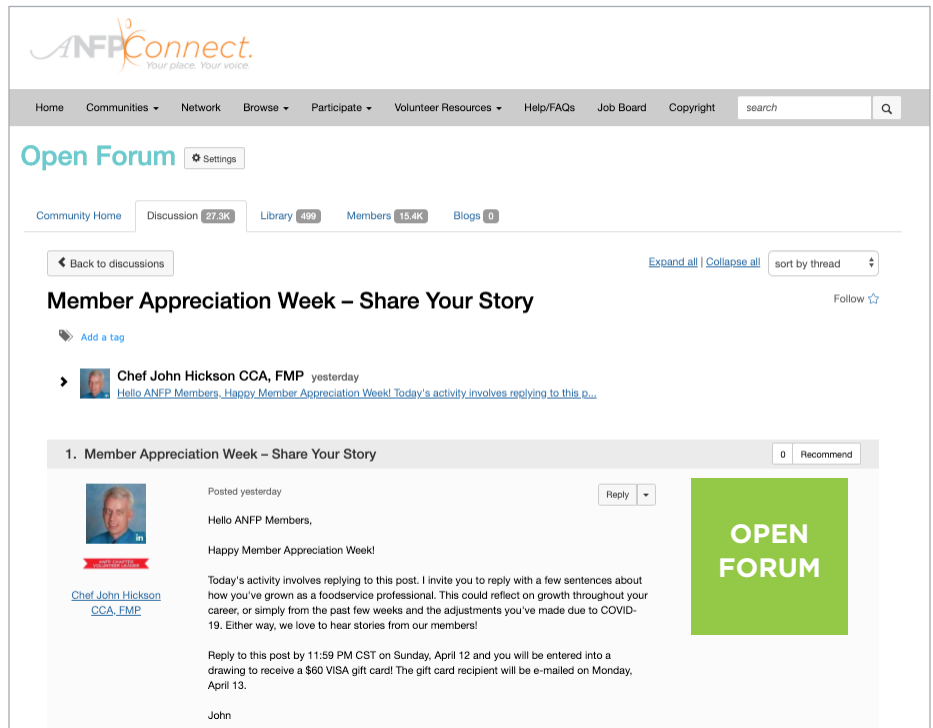 ANFPConnect.
Your place. Your voice.
Home Communities Network Browse Participate Volunteer Resources Help/FAQs Job Board Copyright search
Open Forum Settings
Community Home Discussion 27.3K Library 499 Members 15.4K Blogs 0
Back to discussions Expand all | Collapse all sort by thread
Member Appreciation Week – Share Your Story Follow
Add a tag
Chef John Hickson CCA, FMP yesterday
Hello ANFP Members, Happy Member Appreciation Week! Today's activity involves replying to this p...
1. Member Appreciation Week – Share Your Story 0 Recommend
in
ANFP CHAPTER
VOLUNTEER LEADER
Chef John Hickson
CCA, FMP
Posted yesterday Reply
Hello ANFP Members,
Happy Member Appreciation Week!
Today's activity involves replying to this post. I invite you to reply with a few sentences about
how you've grown as a foodservice professional. This could reflect on growth throughout your
career, or simply from the past few weeks and the adjustments you've made due to COVID-
19. Either way, we love to hear stories from our members!
Reply to this post by 11:59 PM CST on Sunday, April 12 and you will be entered into a
drawing to receive a $60 VISA gift card! The gift card recipient will be e-mailed on Monday,
April 13.
John
OPEN
FORUM